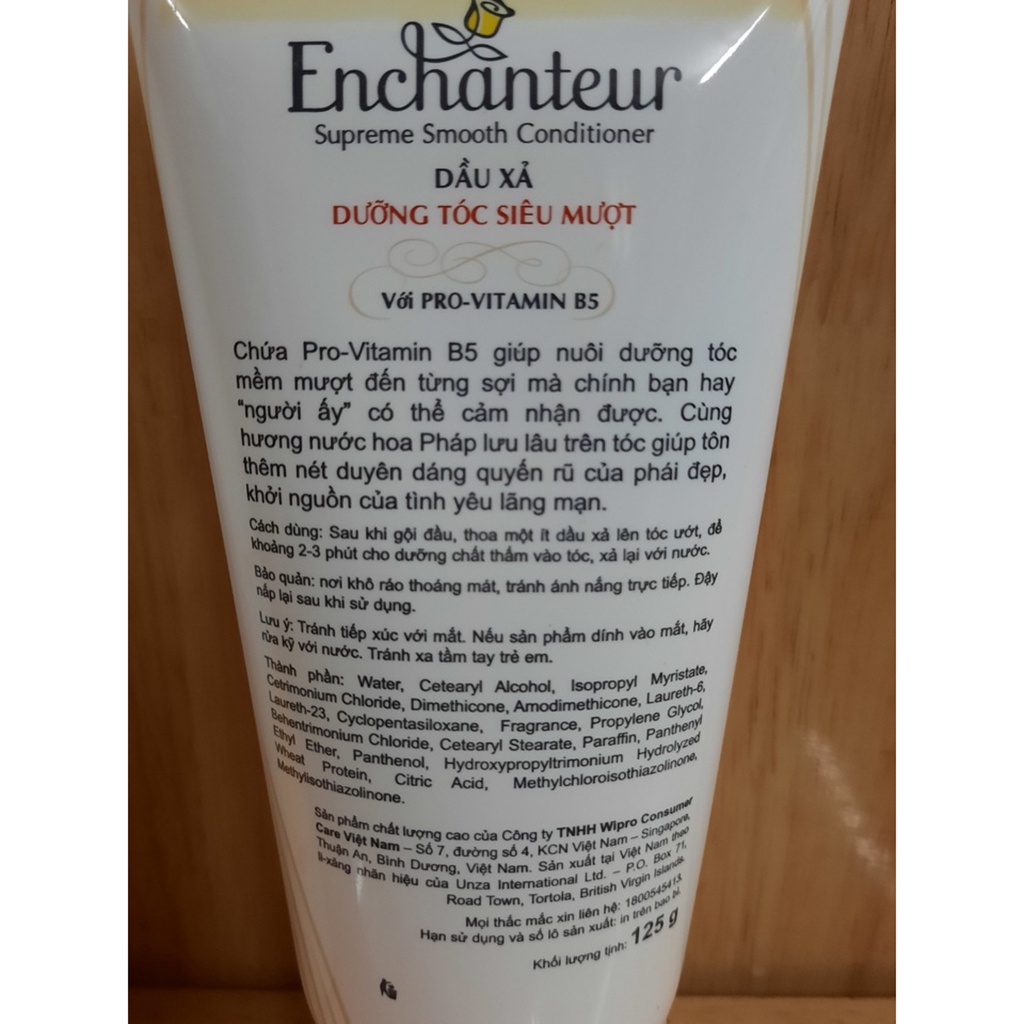 Enchanteur
Supreme Smooth Conditioner
DẦU XẢ
DƯỠNG TÓC SIÊU MƯỢT
Với PRO-VITAMIN B5
Chứa Pro-Vitamin B5 giúp nuôi dưỡng tóc
mềm mượt đến từng sợi mà chính bạn hay
"người ấy" có thể cảm nhận được. Cùng
hương nước hoa Pháp lưu lâu trên tóc giúp tôn
thêm nét duyên dáng quyến rũ của phái đẹp,
khởi nguồn của tình yêu lãng mạn.
Cách dùng: Sau khi gội đầu, thoa một ít dầu xả lên tóc ướt, để
khoảng 2-3 phút cho dưỡng chất thấm vào tóc, xả lại với nước.
Bảo quản: nơi khô ráo thoáng mát, tránh ánh nắng trực tiếp. Đậy
nắp lại sau khi sử dụng.
Lưu ý: Tránh tiếp xúc với mắt. Nếu sản phẩm dính vào mắt, hãy
rửa kỹ với nước. Tránh xa tầm tay trẻ em.
Thành phần: Water, Cetearyl Alcohol, Isopropyl Myristate,
Cetrimonium Chloride, Dimethicone, Amodimethicone, Laureth-6,
Laureth-23, Cyclopentasiloxane, Fragrance, Propylene Glycol,
Behentrimonium Chloride, Cetearyl Stearate, Paraffin, Panthenyl
Ethyl Ether, Panthenol, Hydroxypropyltrimonium Hydrolyzed
Wheat Protein, Citric Acid, Methylchloroisothiazolinone,
Methylisothiazolinone.
Sản phẩm chất lượng cao của Công ty TNHH Wipro Consumer
Care Việt Nam – Số 7, đường số 4, KCN Việt Nam – Singapore,
Thuận An, Bình Dương, Việt Nam. Sản xuất tại Việt Nam theo
li-xăng nhãn hiệu của Unza International Ltd. – P.O. Box 71,
Road Town, Tortola, British Virgin Islands.
Mọi thắc mắc xin liên hệ: 1800545413.
Hạn sử dụng và số lô sản xuất: in trên bao bì.
Khối lượng tịnh: 125 g